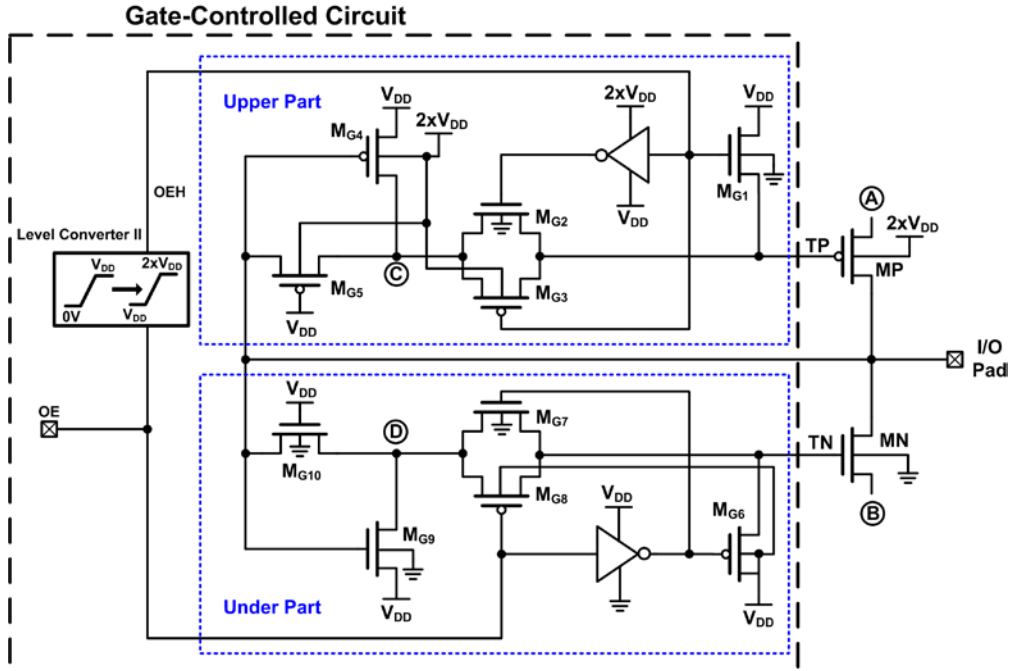 Gate-Controlled Circuit
Upper Part
VDD
2xVDD
MG4
2xVDD
VDD
OEH
MG1
VDD
A
2xVDD
MG2
TP
MP
Level Converter II
VDD
2xVDD
0V
VDD
C
MG5
MG3
VDD
I/O
Pad
VDD
OE
D
MG7
TN
MN
MG10
MG8
VDD
MG6
B
MG9
VDD
VDD
Under Part